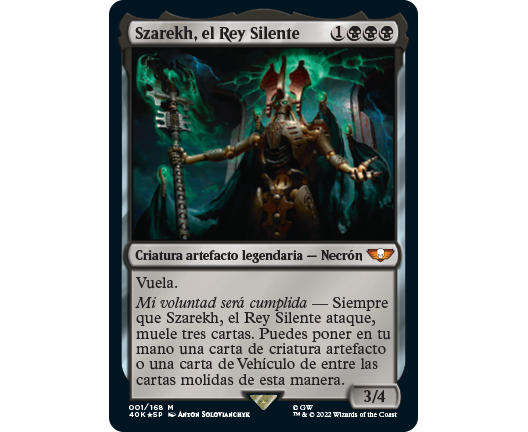 Szarekh, el Rey Silente 1
Criatura artefacto legendaria — Necrón
Vuela.
Mi voluntad será cumplida — Siempre
que Szarekh, el Rey Silente ataque,
muele tres cartas. Puedes poner en tu
mano una carta de criatura artefacto
o una carta de Vehículo de entre las
cartas molidas de esta manera.
3/4
001/168 M
40K★SP Anton Solovianchyk
© GW
™ & © 2022 Wizards of the Coast